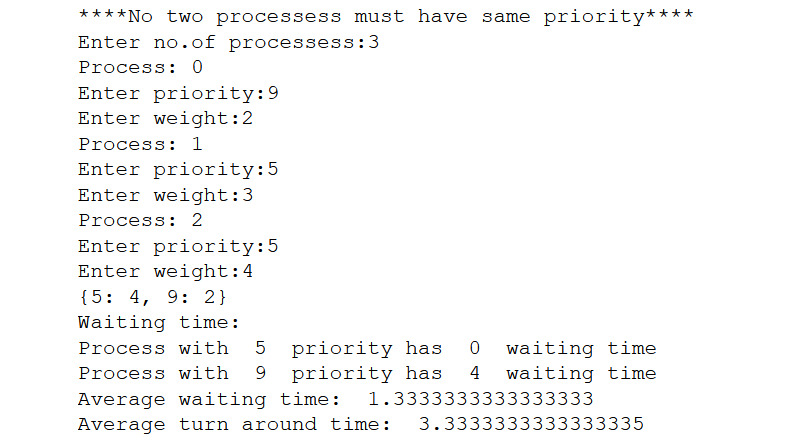 ****No two processess must have same priority****
Enter no.of processess:3
Process: 0
Enter priority:9
Enter weight:2
Process: 1
Enter priority:5
Enter weight:3
Process: 2
Enter priority:5
Enter weight:4
{5: 4, 9: 2}
Waiting time:
Process with  5  priority has  0  waiting time
Process with  9  priority has  4  waiting time
Average waiting time:  1.3333333333333333
Average turn around time:  3.3333333333333335